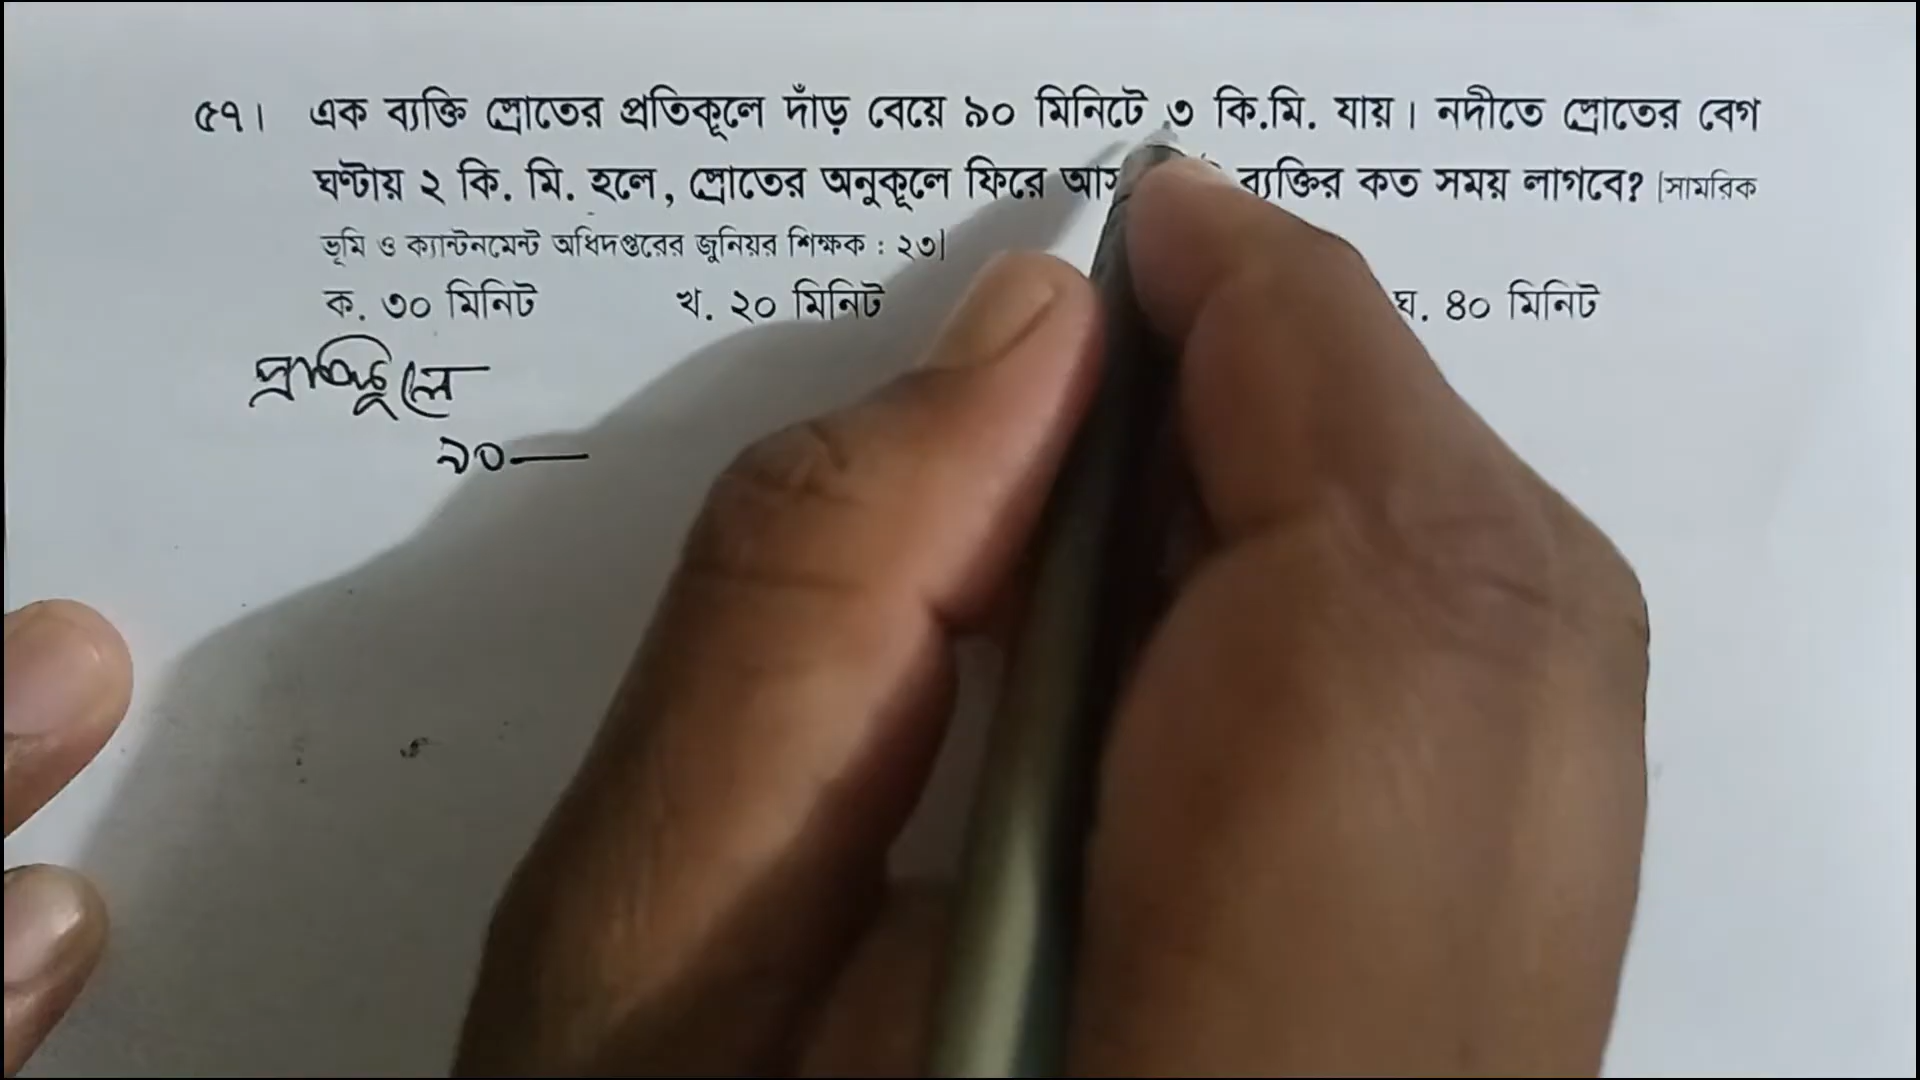 ৫৭। এক ব্যক্তি স্রোতের প্রতিকূলে দাঁড় বেয়ে ৯০ মিনিটে ৩ কি.মি. যায়। নদীতে স্রোতের বেগ
ঘণ্টায় ২ কি. মি. হলে, স্রোতের অনুকূলে ফিরে ব্যক্তির কত সময় লাগবে? [সামরিক
ভূমি ও ক্যান্টনমেন্ট অধিদপ্তরের জুনিয়র শিক্ষক : ২৩]
ক. ৩০ মিনিট খ. ২০ মিনিট ঘ. ৪০ মিনিট
প্রতিকূলে
৯০—